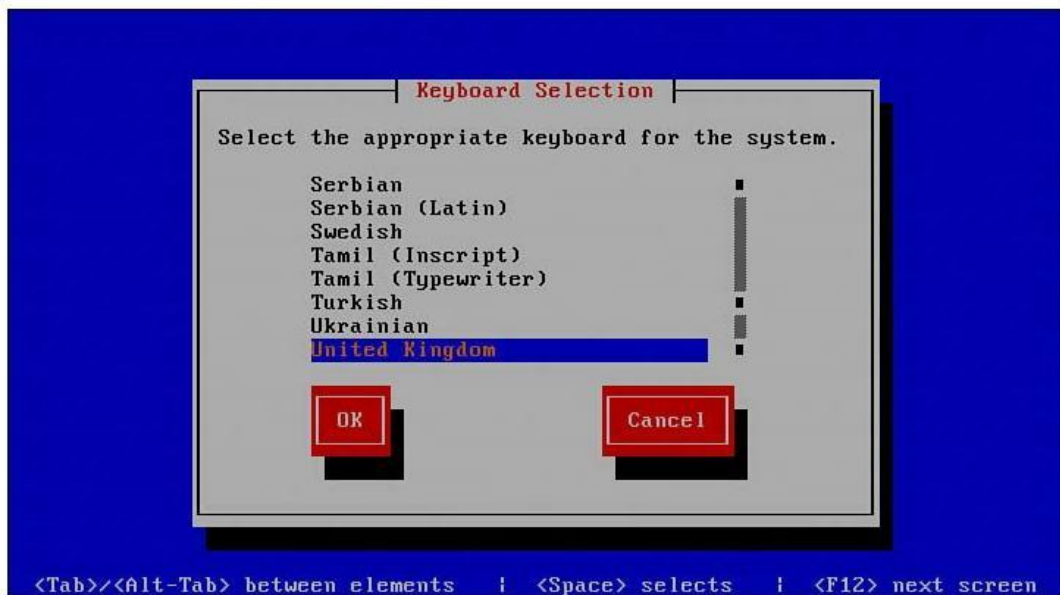 Keyboard Selection
Select the appropriate keyboard for the system.
Serbian
Serbian (Latin)
Swedish
Tamil (Inscript)
Tamil (Typewriter)
Turkish
Ukrainian
United Kingdom
OK Cancel
<Tab>/<Alt-Tab> between elements | <Space> selects | <F12> next screen